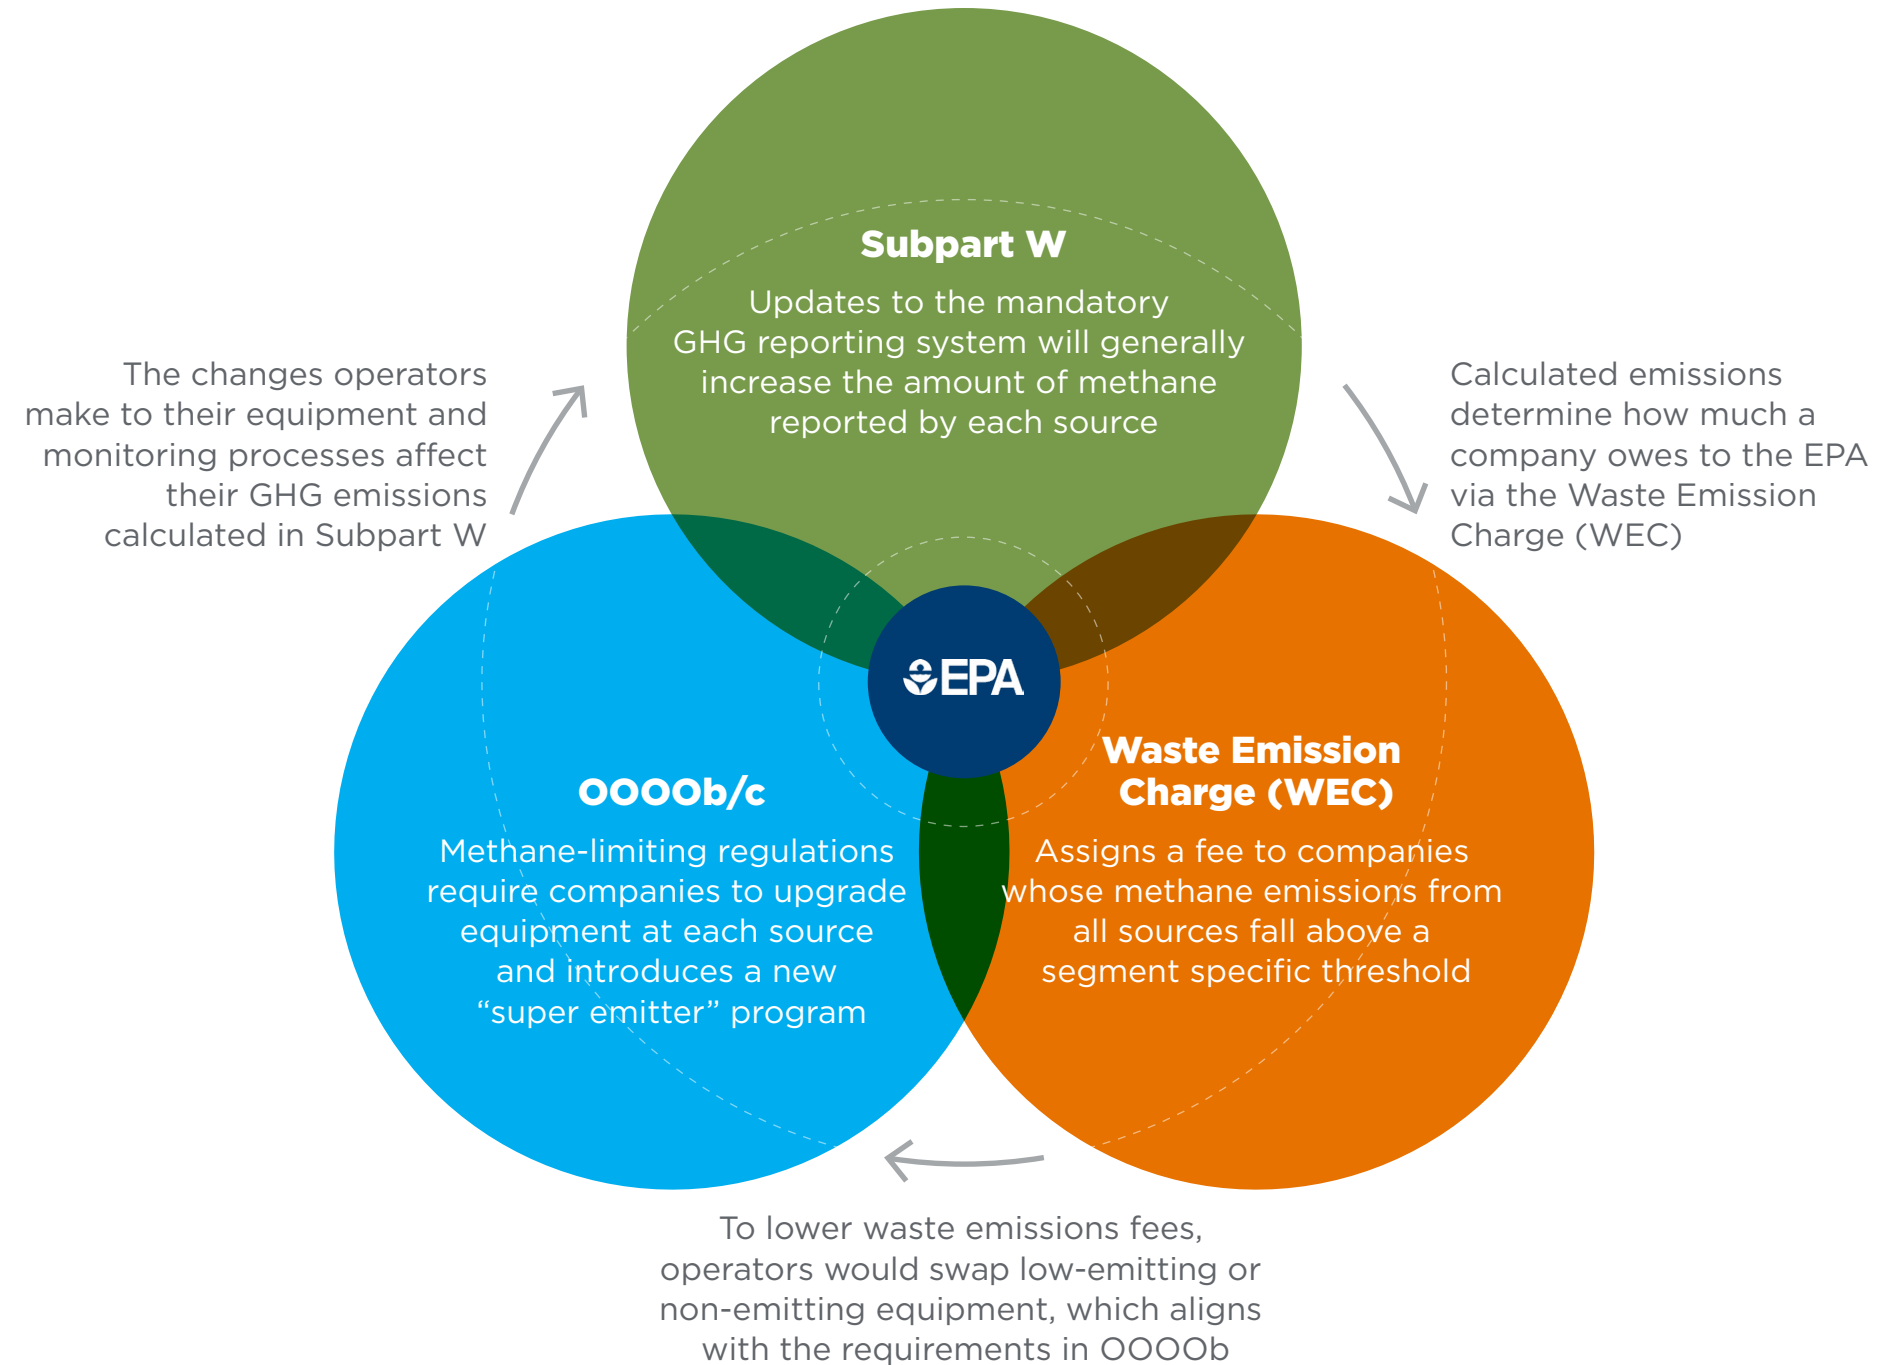 Subpart W
Updates to the mandatory
GHG reporting system will generally
increase the amount of methane
reported by each source
The changes operators
make to their equipment and
monitoring processes affect
their GHG emissions
calculated in Subpart W
Calculated emissions
determine how much a
company owes to the EPA
via the Waste Emission
Charge (WEC)
EPA
OOOOb/c
Methane-limiting regulations
require companies to upgrade
equipment at each source
and introduces a new
“super emitter” program
Waste Emission
Charge (WEC)
Assigns a fee to companies
whose methane emissions from
all sources fall above a
segment specific threshold
To lower waste emissions fees,
operators would swap low-emitting or
non-emitting equipment, which aligns
with the requirements in OOOOb